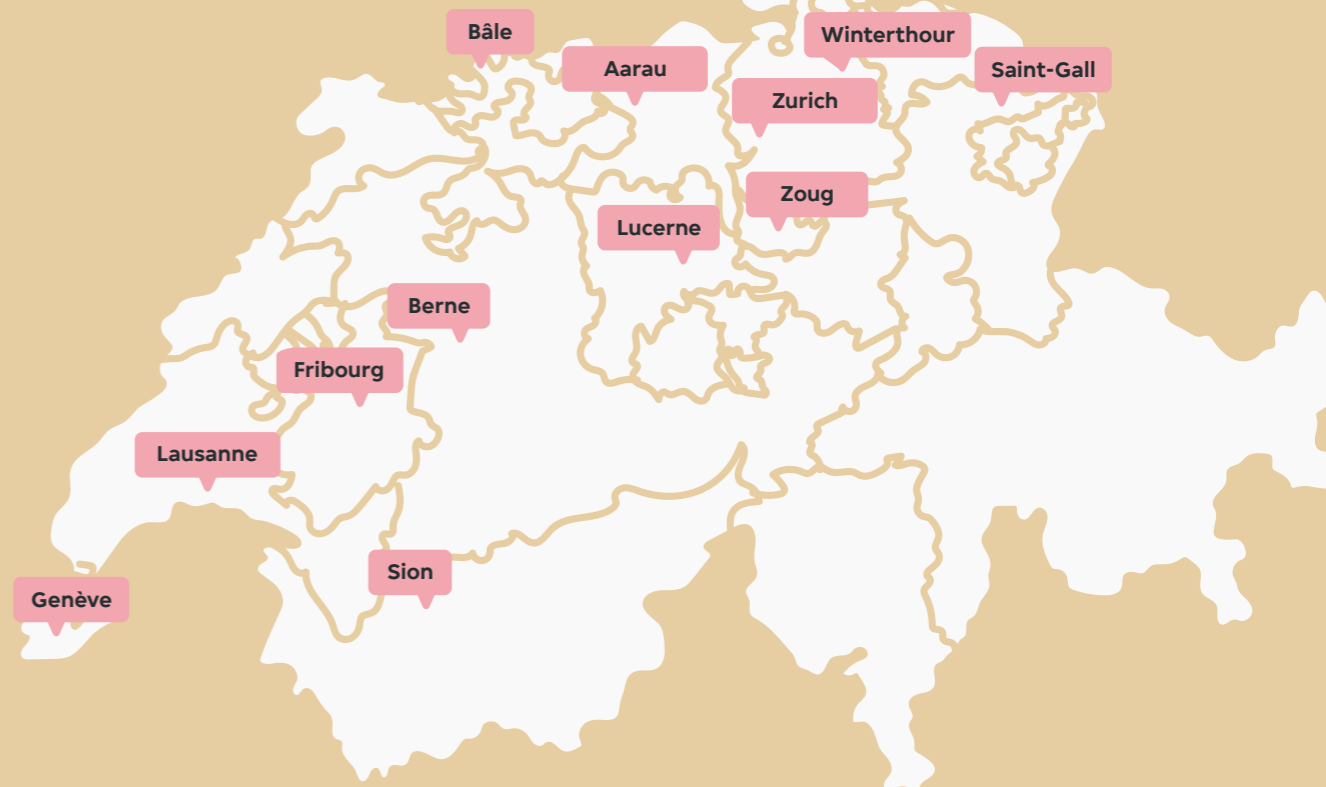 Bâle
Winterthour
Aarau
Saint-Gall
Zurich
Zoug
Lucerne
Berne
Fribourg
Lausanne
Sion
Genève